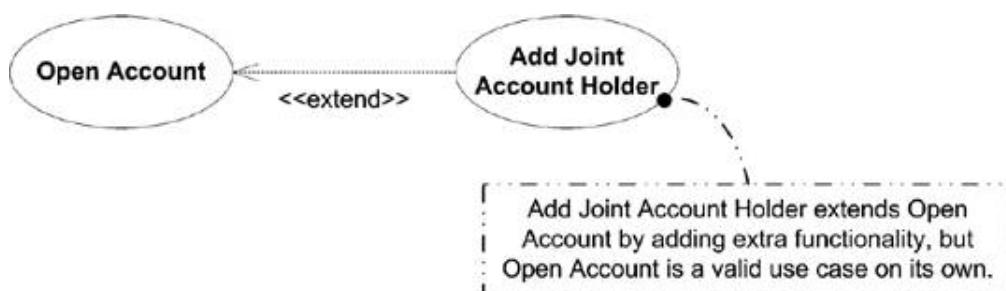 Open Account
Add Joint
Account Holder
<<extend>>
Add Joint Account Holder extends Open
Account by adding extra functionality, but
Open Account is a valid use case on its own.